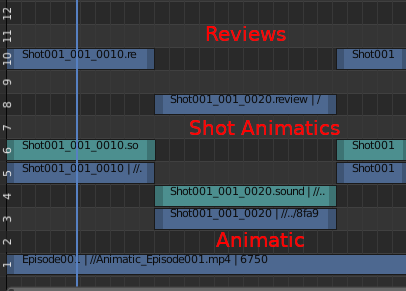 12
11 Reviews
10 Shot001_001_0010.re Shot001
9
8 Shot001_001_0020.review | /
7 Shot Animatics
6 Shot001_001_0010.so Shot001
5 Shot001_001_0010 | //. Shot001
4 Shot001_001_0020.sound | //..
3 Shot001_001_0020 | //../8fa9
2 Animatic
1 Episode00.. | //Animatic_Episode001.mp4 | 6750